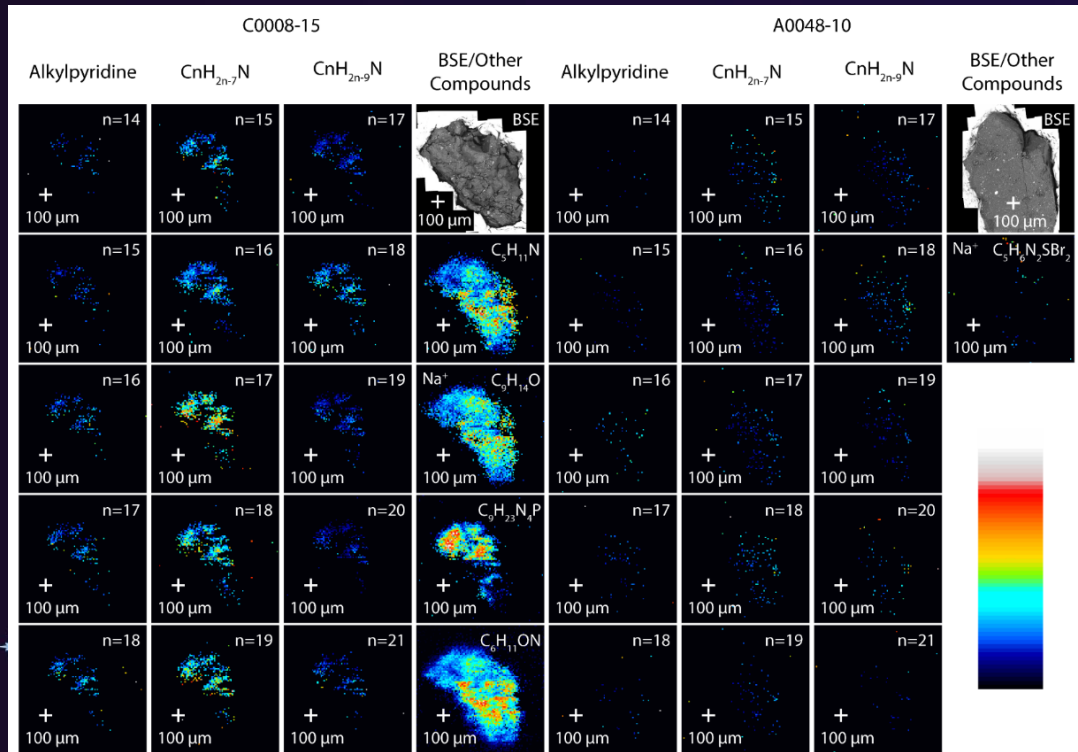 C0008-15 A0048-10
Alkylpyridine CnH2n-7N CnH2n-9N BSE/Other Compounds Alkylpyridine CnH2n-7N CnH2n-9N BSE/Other Compounds
n=14 n=15 n=17 BSE n=14 n=15 n=17 BSE
100 µm 100 µm 100 µm 100 µm 100 µm 100 µm 100 µm 100 µm
n=15 n=16 n=18 C5H11N n=15 n=16 n=18 Na+ C5H6N2SBr2
100 µm 100 µm 100 µm 100 µm 100 µm 100 µm 100 µm 100 µm
n=16 n=17 n=19 Na+ C9H14O n=16 n=17 n=19
100 µm 100 µm 100 µm 100 µm 100 µm 100 µm 100 µm
n=17 n=18 n=20 C9H23N4P n=17 n=18 n=20
100 µm 100 µm 100 µm 100 µm 100 µm 100 µm 100 µm
n=18 n=19 n=21 C6H11ON n=18 n=19 n=21
100 µm 100 µm 100 µm 100 µm 100 µm 100 µm 100 µm